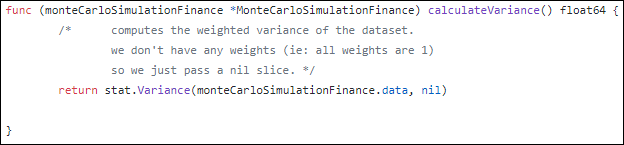 func (monteCarloSimulationFinance *MonteCarloSimulationFinance) calculateVariance() float64 {
/* computes the weighted variance of the dataset.
we don't have any weights (ie: all weights are 1)
so we just pass a nil slice. */
return stat.Variance(monteCarloSimulationFinance.data, nil)
}